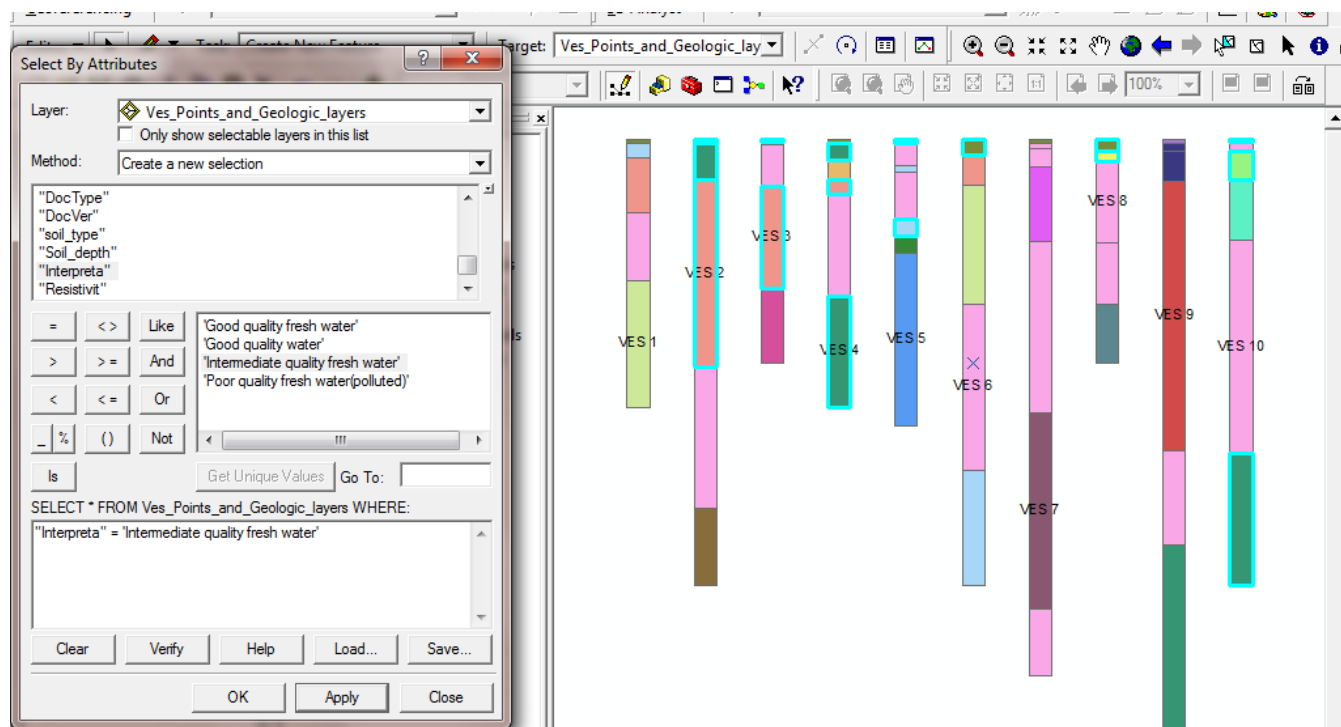 Select By Attributes
Layer: Ves_Points_and_Geologic_layers
Only show selectable layers in this list
Method: Create a new selection
"DocType"
"DocVer"
"soil_type"
"Soil_depth"
"Interpreta"
"Resistivit"
= <> Like
> >= And
< <= Or
_ % () Not
Is
'Good quality fresh water'
'Good quality water'
'Intermediate quality fresh water'
'Poor quality fresh water(polluted)'
Get Unique Values Go To:
SELECT * FROM Ves_Points_and_Geologic_layers WHERE:
"Interpreta" = 'Intermediate quality fresh water'
Clear Verify Help Load... Save...
OK Apply Close
Target: Ves_Points_and_Geologic_lay
1:1
100%
VES 1
VES 2
VES 3
VES 4
VES 5
VES 6
VES 7
VES 8
VES 9
VES 10